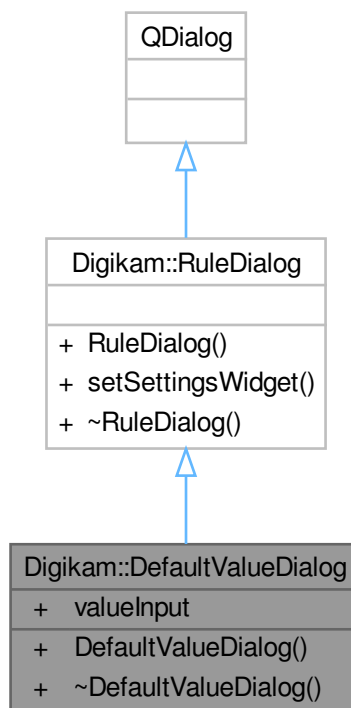 QDialog
Digikam::RuleDialog
+ RuleDialog()
+ setSettingsWidget()
+ ~RuleDialog()
Digikam::DefaultValueDialog
+ valueInput
+ DefaultValueDialog()
+ ~DefaultValueDialog()